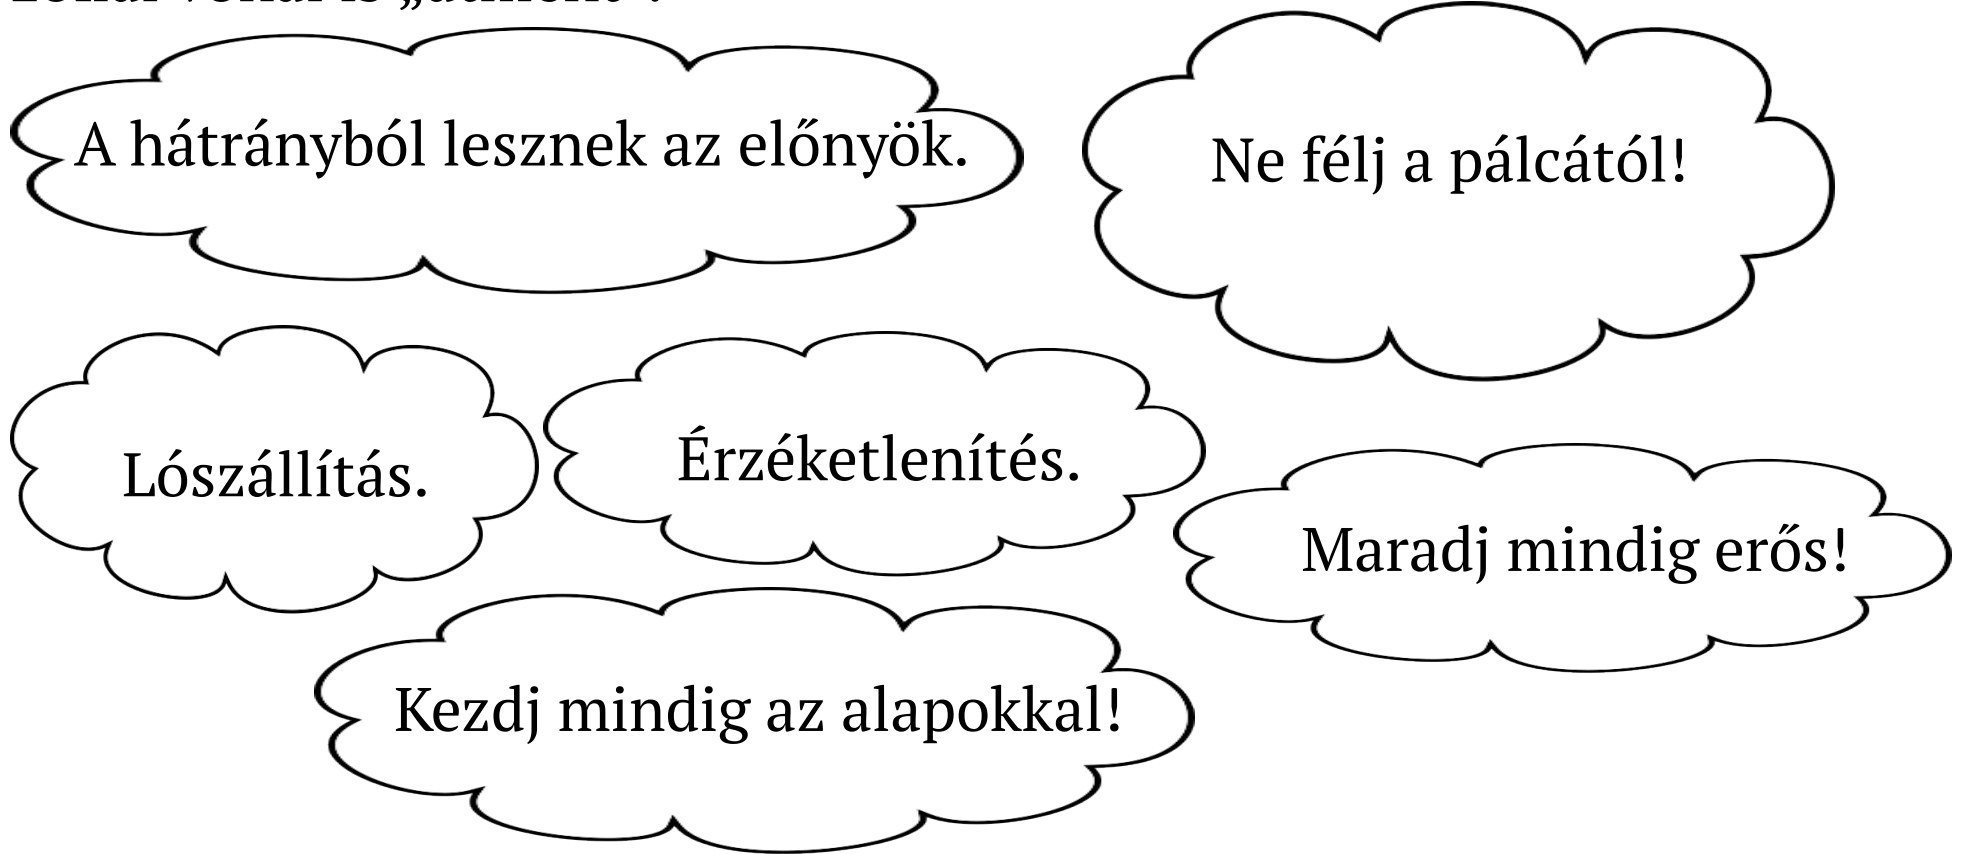 A hátrányból lesznek az előnyök.
Ne félj a pálcától!
Lószállítás.
Érzéketlenítés.
Maradj mindig erős!
Kezdj mindig az alapokkal!